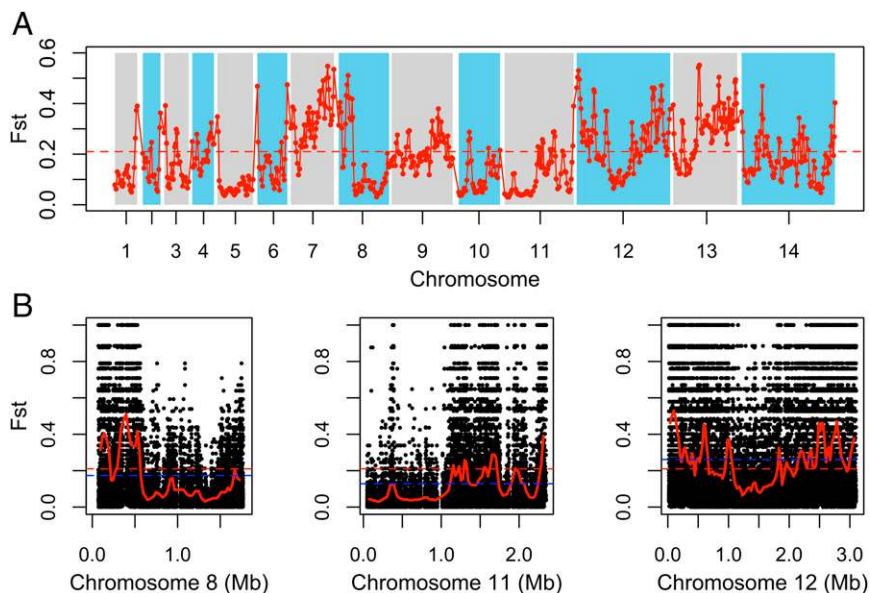 A
Fst
0.0 0.2 0.4 0.6
1 3 4 5 6 7 8 9 10 11 12 13 14
Chromosome
B
Fst
0.0 0.4 0.8
0.0 1.0
Chromosome 8 (Mb)
0.0 0.4 0.8
0.0 1.0 2.0
Chromosome 11 (Mb)
0.0 0.4 0.8
0.0 1.0 2.0 3.0
Chromosome 12 (Mb)